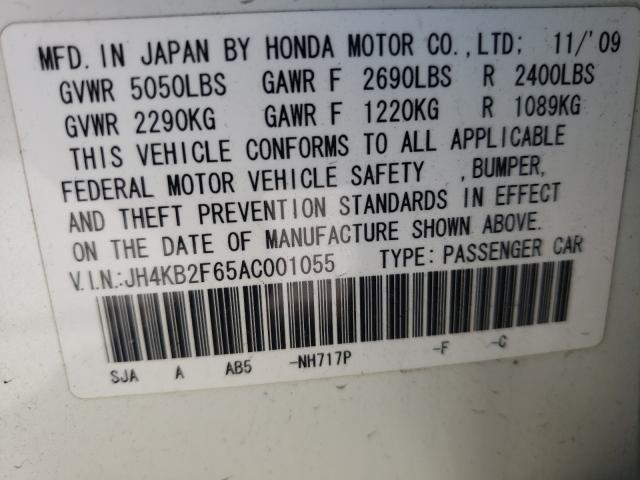 MFD. IN JAPAN BY HONDA MOTOR CO.,LTD; 11/'09
GVWR 5050LBS GAWR F 2690LBS R 2400LBS
GVWR 2290KG GAWR F 1220KG R 1089KG
THIS VEHICLE CONFORMS TO ALL APPLICABLE
FEDERAL MOTOR VEHICLE SAFETY ,BUMPER,
AND THEFT PREVENTION STANDARDS IN EFFECT
ON THE DATE OF MANUFACTURE SHOWN ABOVE.
V.I.N.:JH4KB2F65AC001055 TYPE: PASSENGER CAR
SJA A AB5 -NH717P -F -C